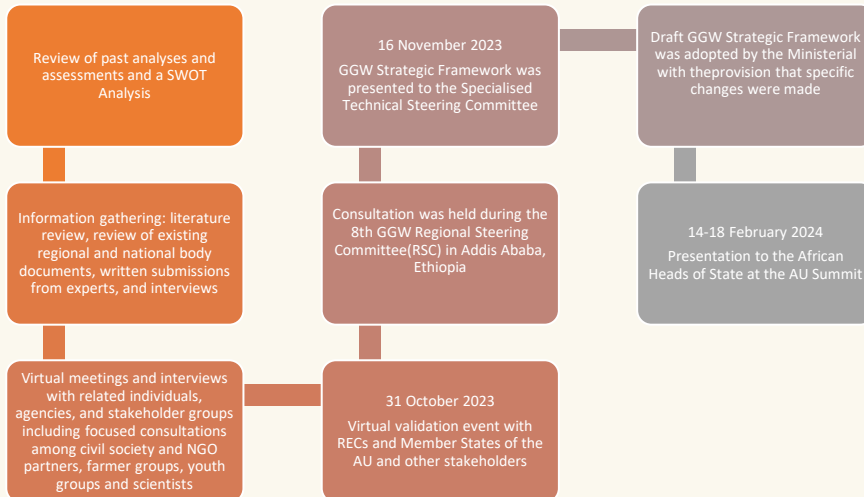 Review of past analyses and
assessments and a SWOT
Analysis
Information gathering: literature
review, review of existing
regional and national body
documents, written submissions
from experts, and interviews
Virtual meetings and interviews
with related individuals,
agencies, and stakeholder groups
including focused consultations
among civil society and NGO
partners, farmer groups, youth
groups and scientists
31 October 2023
Virtual validation event with
RECs and Member States of the
AU and other stakeholders
Consultation was held during the
8th GGW Regional Steering
Committee(RSC) in Addis Ababa,
Ethiopia
16 November 2023
GGW Strategic Framework was
presented to the Specialised
Technical Steering Committee
Draft GGW Strategic Framework
was adopted by the Ministerial
with theprovision that specific
changes were made
14-18 February 2024
Presentation to the African
Heads of State at the AU Summit